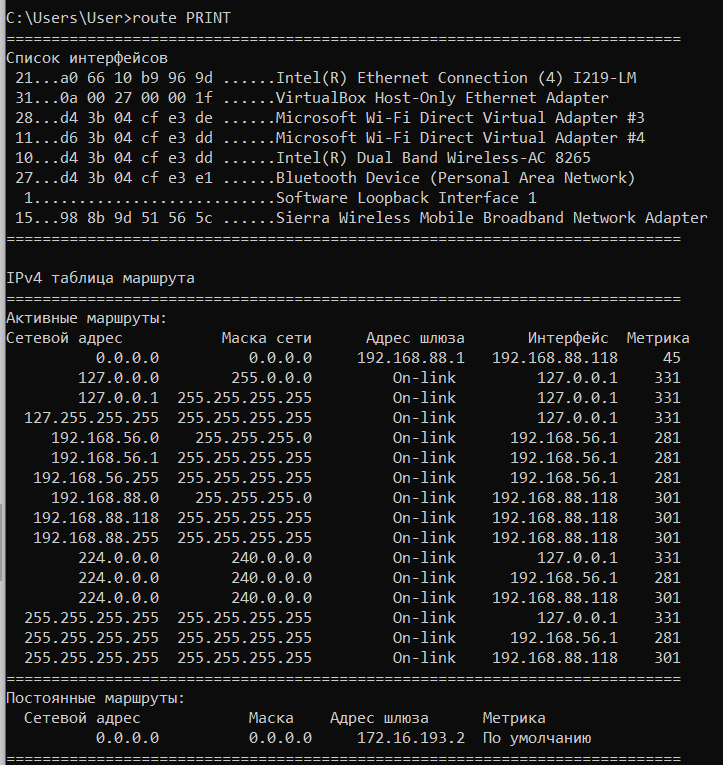 C:\Users\User>route PRINT
===========================================================================
Список интерфейсов
 21...a0 66 10 b9 96 9d ......Intel(R) Ethernet Connection (4) I219-LM
 31...0a 00 27 00 00 1f ......VirtualBox Host-Only Ethernet Adapter
 28...d4 3b 04 cf e3 de ......Microsoft Wi-Fi Direct Virtual Adapter #3
 11...d6 3b 04 cf e3 dd ......Microsoft Wi-Fi Direct Virtual Adapter #4
 10...d4 3b 04 cf e3 dd ......Intel(R) Dual Band Wireless-AC 8265
 27...d4 3b 04 cf e3 e1 ......Bluetooth Device (Personal Area Network)
  1...........................Software Loopback Interface 1
 15...98 8b 9d 51 56 5c ......Sierra Wireless Mobile Broadband Network Adapter
===========================================================================
IPv4 таблица маршрута
===========================================================================
Активные маршруты:
Сетевой адрес           Маска сети      Адрес шлюза       Интерфейс  Метрика
          0.0.0.0          0.0.0.0     192.168.88.1   192.168.88.118     45
        127.0.0.0        255.0.0.0         On-link         127.0.0.1    331
        127.0.0.1  255.255.255.255         On-link         127.0.0.1    331
  127.255.255.255  255.255.255.255         On-link         127.0.0.1    331
     192.168.56.0    255.255.255.0         On-link      192.168.56.1    281
     192.168.56.1  255.255.255.255         On-link      192.168.56.1    281
   192.168.56.255  255.255.255.255         On-link      192.168.56.1    281
     192.168.88.0    255.255.255.0         On-link    192.168.88.118    301
   192.168.88.118  255.255.255.255         On-link    192.168.88.118    301
   192.168.88.255  255.255.255.255         On-link    192.168.88.118    301
        224.0.0.0        240.0.0.0         On-link         127.0.0.1    331
        224.0.0.0        240.0.0.0         On-link      192.168.56.1    281
        224.0.0.0        240.0.0.0         On-link    192.168.88.118    301
  255.255.255.255  255.255.255.255         On-link         127.0.0.1    331
  255.255.255.255  255.255.255.255         On-link      192.168.56.1    281
  255.255.255.255  255.255.255.255         On-link    192.168.88.118    301
===========================================================================
Постоянные маршруты:
  Сетевой адрес            Маска    Адрес шлюза      Метрика
          0.0.0.0          0.0.0.0     172.16.193.2  По умолчанию
===========================================================================